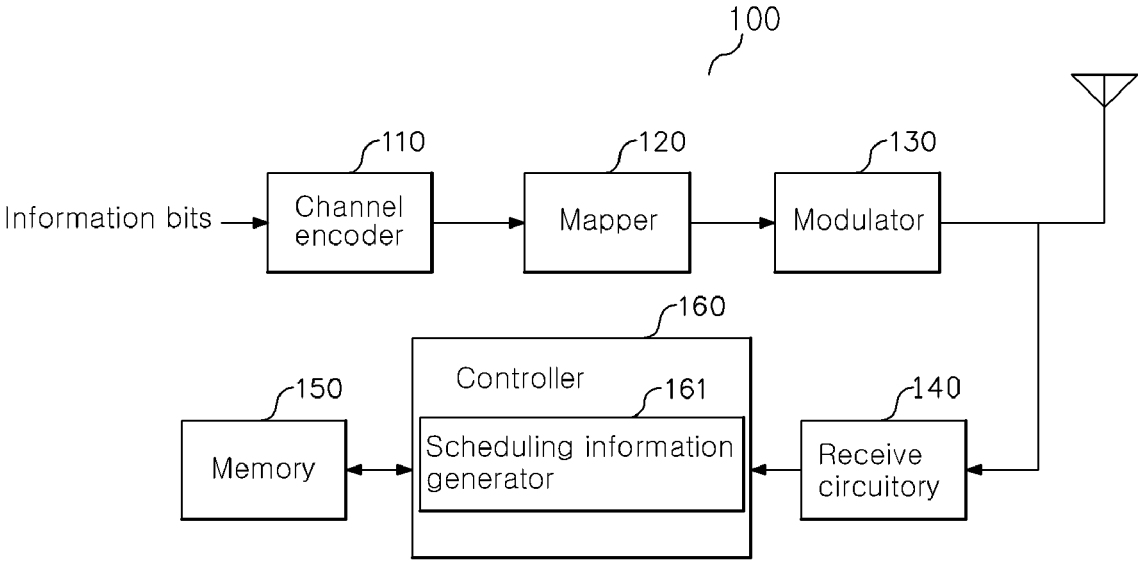 100
110
120
130
Information bits
Channel
encoder
Mapper
Modulator
160
Controller
150
161
140
Memory
Scheduling information
generator
Receive
circuitory